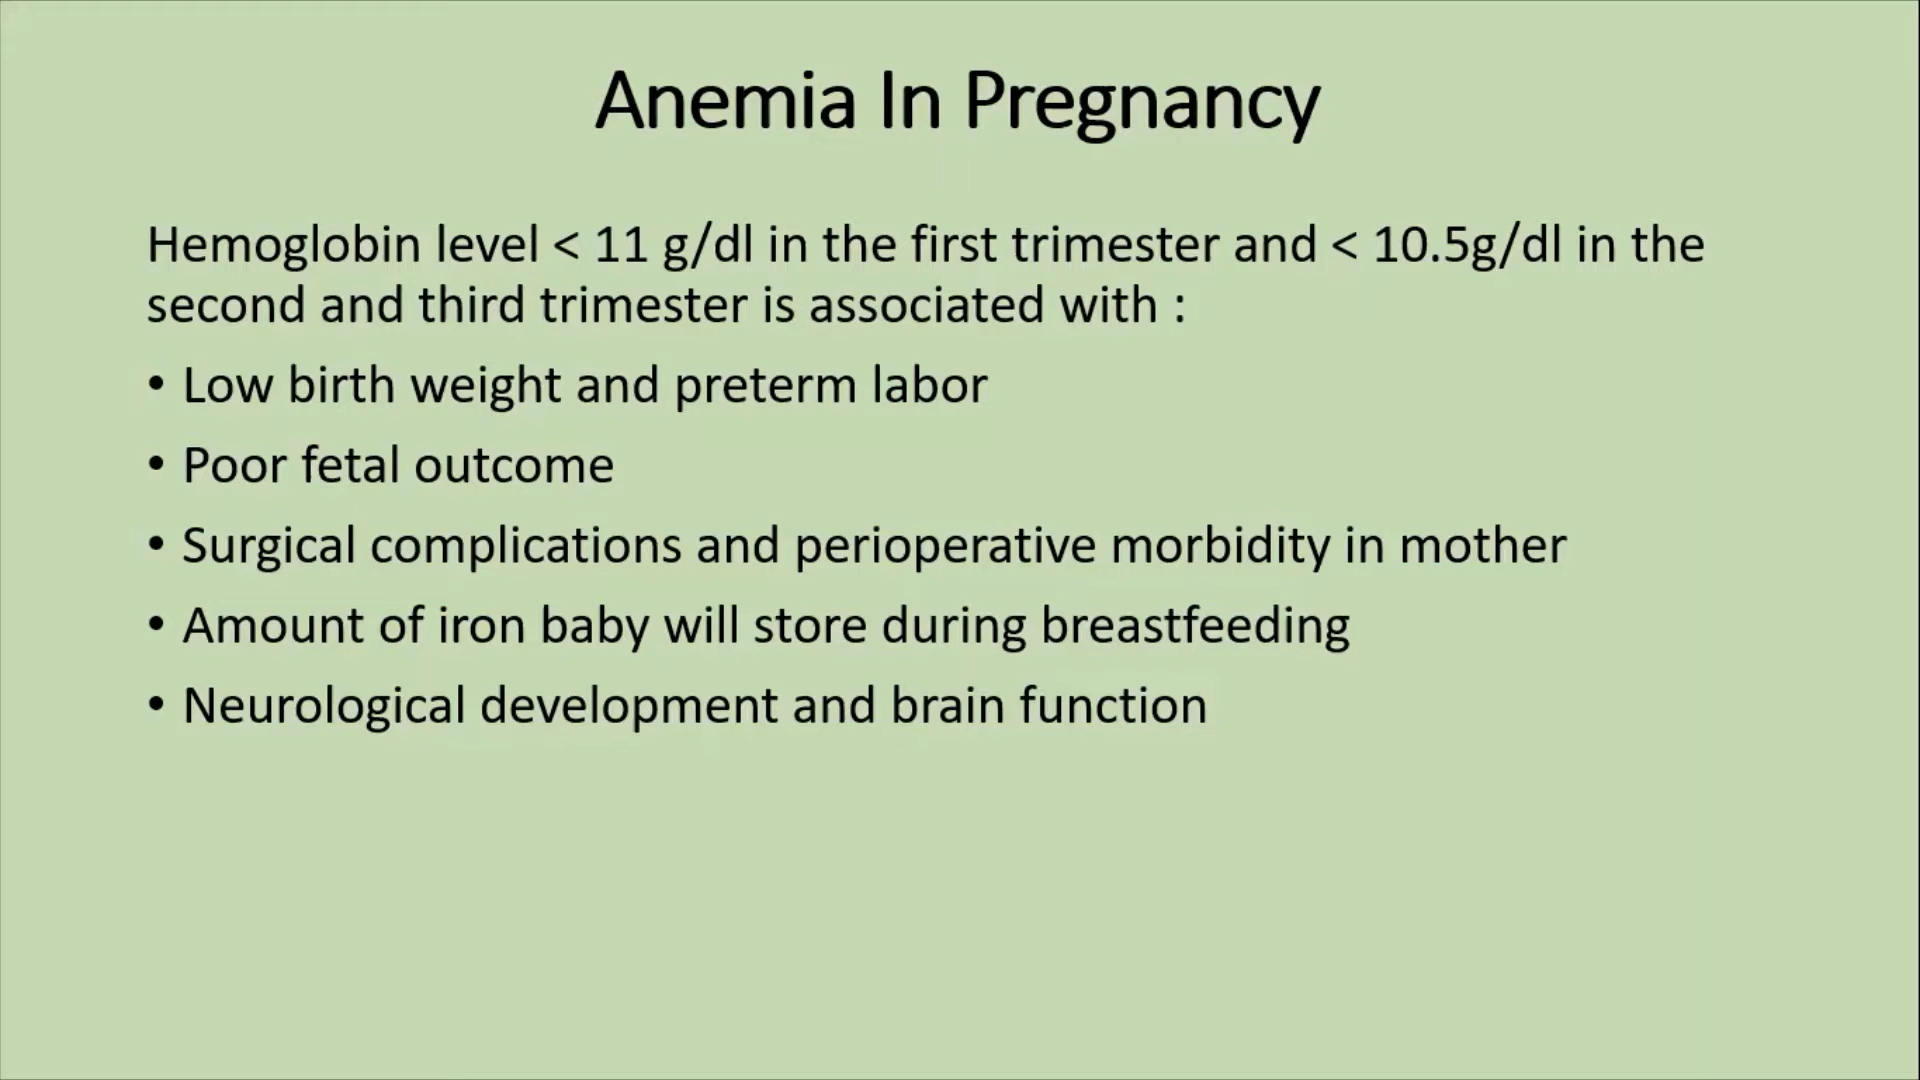 Anemia In Pregnancy
Hemoglobin level < 11 g/dl in the first trimester and < 10.5g/dl in the
second and third trimester is associated with :
• Low birth weight and preterm labor
• Poor fetal outcome
• Surgical complications and perioperative morbidity in mother
• Amount of iron baby will store during breastfeeding
• Neurological development and brain function